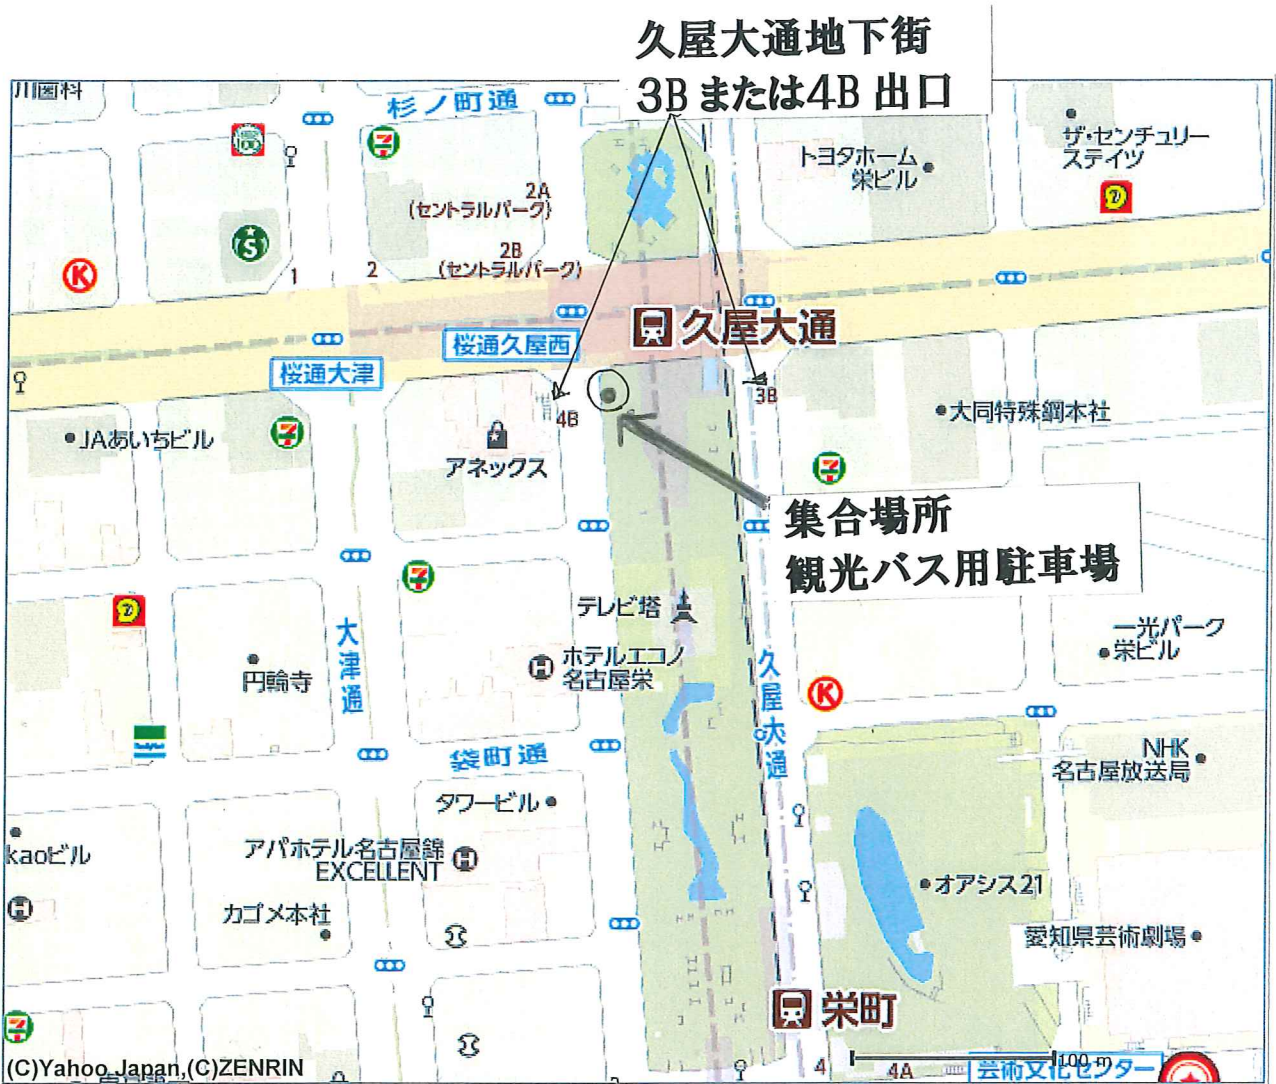 久屋大通地下街
3Bまたは4B 出口
川歯科
杉ノ町通
ザ・センチュリー
ステイツ
トヨタホーム
栄ビル
2A
(セントラルパーク)
2B
(セントラルパーク)
1
2
久屋大通
桜通久屋西
桜通大津
3B
4B
大同特殊鋼本社
JAあいちビル
アネックス
集合場所
観光バス用駐車場
テレビ塔
大津通
ホテルエコノ
名古屋栄
円輪寺
久屋大通
一光パーク
栄ビル
袋町通
NHK
名古屋放送局
タワービル
kaoビル
アパホテル名古屋錦
EXCELLENT
オアシス21
カゴメ本社
愛知県芸術劇場
栄町
(C)Yahoo Japan,(C)ZENRIN
4
4A
100 m
芸術文化センター